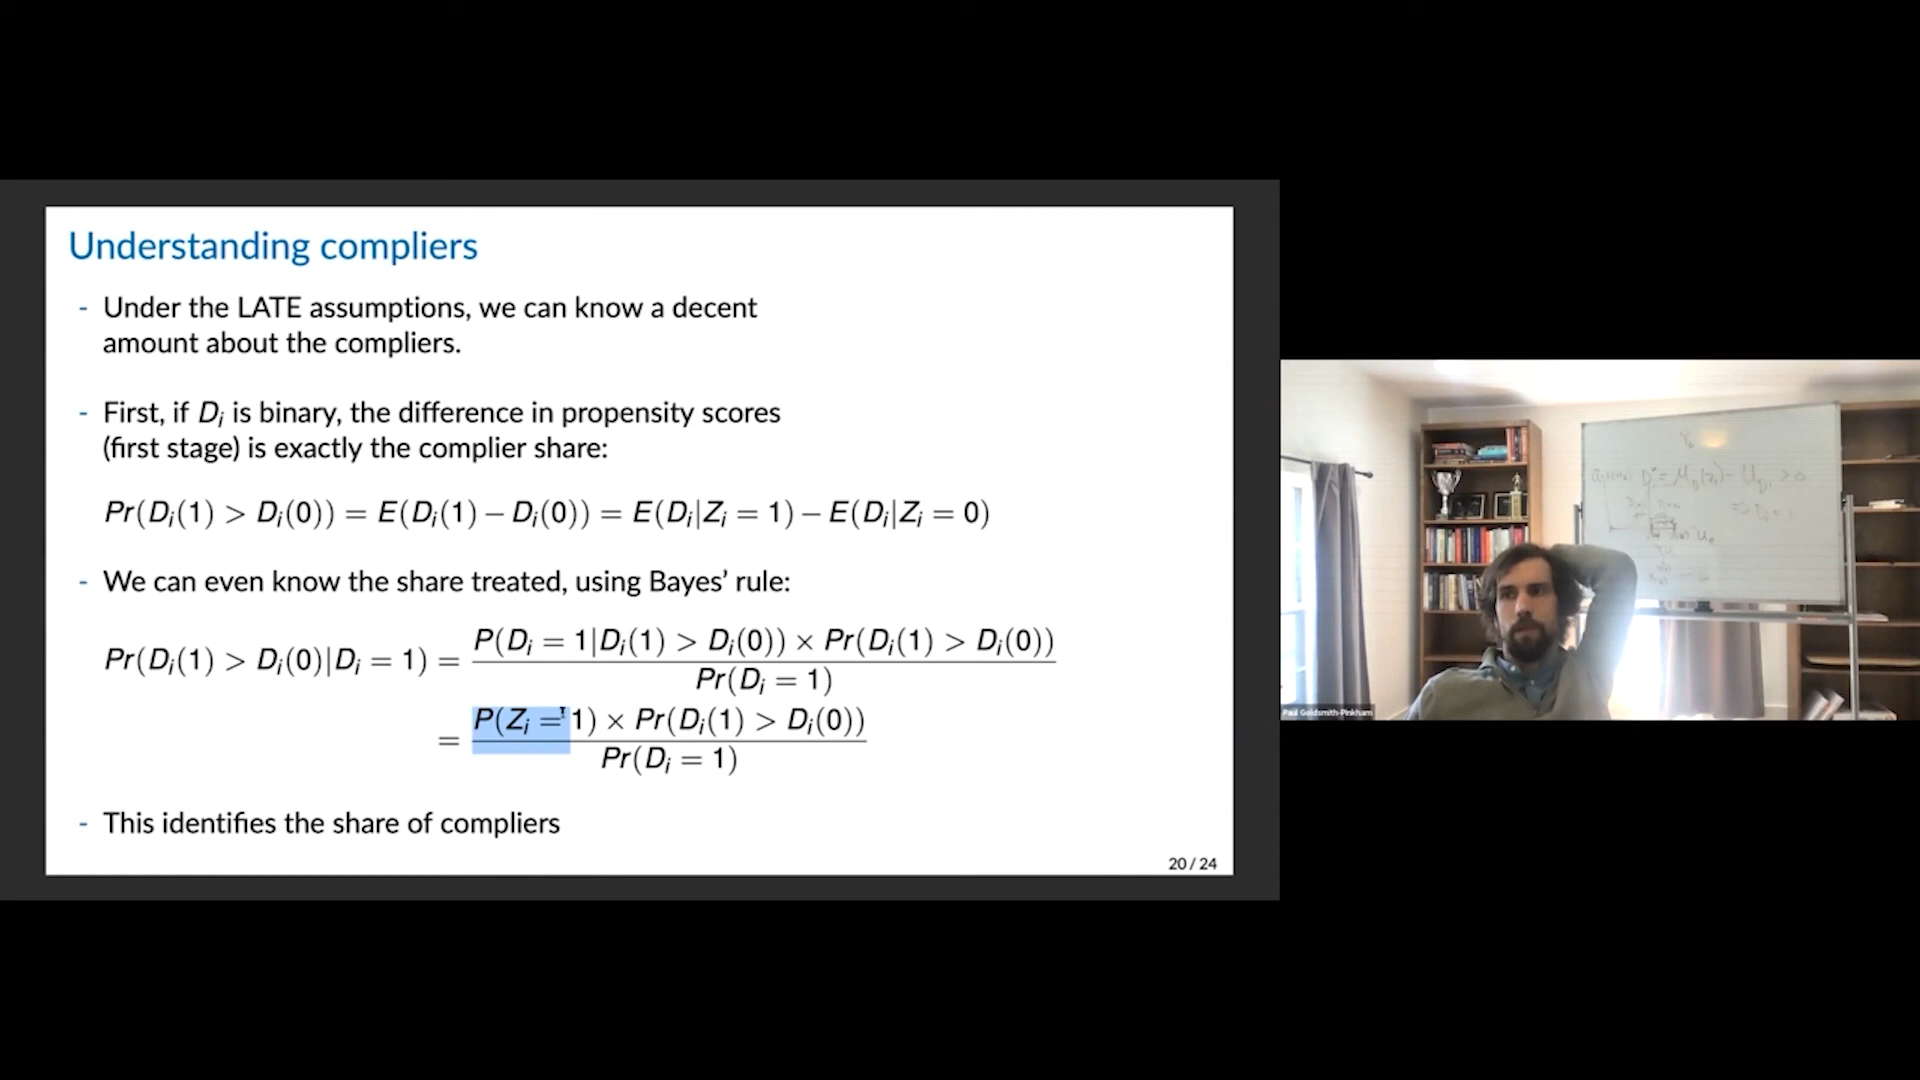 Understanding compliers
- Under the LATE assumptions, we can know a decent
amount about the compliers.
- First, if Dᵢ is binary, the difference in propensity scores
(first stage) is exactly the complier share:
Pr(Dᵢ(1) > Dᵢ(0)) = E(Dᵢ(1) − Dᵢ(0)) = E(Dᵢ|Zᵢ = 1) − E(Dᵢ|Zᵢ = 0)
- We can even know the share treated, using Bayes’ rule:
Pr(Dᵢ(1) > Dᵢ(0)|Dᵢ = 1) = P(Dᵢ = 1|Dᵢ(1) > Dᵢ(0)) × Pr(Dᵢ(1) > Dᵢ(0))
Pr(Dᵢ = 1)
= P(Zᵢ = 1) × Pr(Dᵢ(1) > Dᵢ(0))
Pr(Dᵢ = 1)
- This identifies the share of compliers
20 / 24
Paul Goldsmith-Pinkham